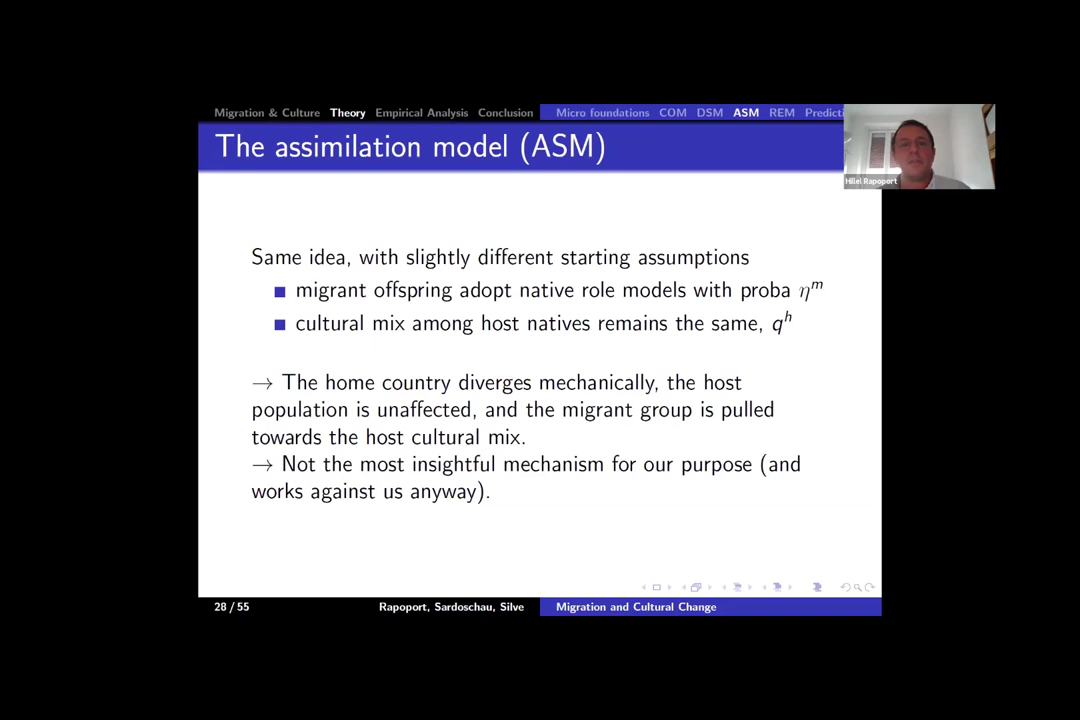 Migration & Culture Theory Empirical Analysis Conclusion Micro foundations COM DSM ASM REM Predicti
The assimilation model (ASM)
Hillel Rapoport
Same idea, with slightly different starting assumptions
migrant offspring adopt native role models with proba ηᵐ
cultural mix among host natives remains the same, qʰ
→ The home country diverges mechanically, the host
population is unaffected, and the migrant group is pulled
towards the host cultural mix.
→ Not the most insightful mechanism for our purpose (and
works against us anyway).
28 / 55 Rapoport, Sardoschau, Silve Migration and Cultural Change